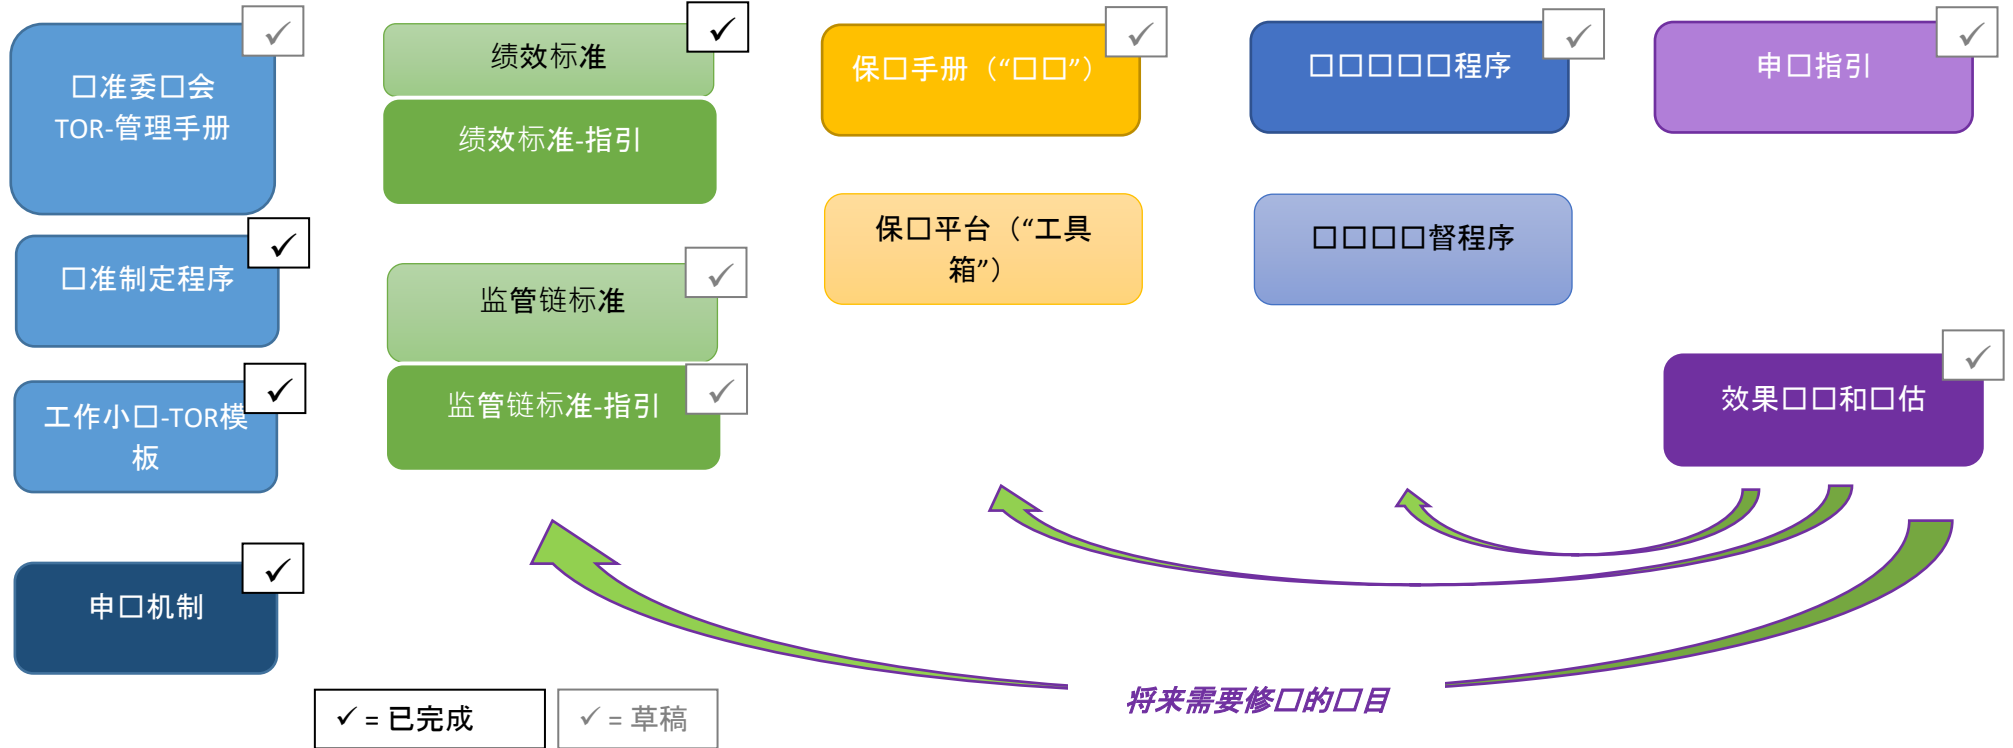 □准委□会
TOR-管理手册
□准制定程序
工作小□-TOR模
板
申□机制
绩效标准
绩效标准-指引
监管链标准
监管链标准-指引
保□手册（“□□”）
保□平台（“工具
箱”）
□□□□□程序
□□□□督程序
申□指引
效果□□和□估
将来需要修□的□目
✓ = 已完成
✓ = 草稿